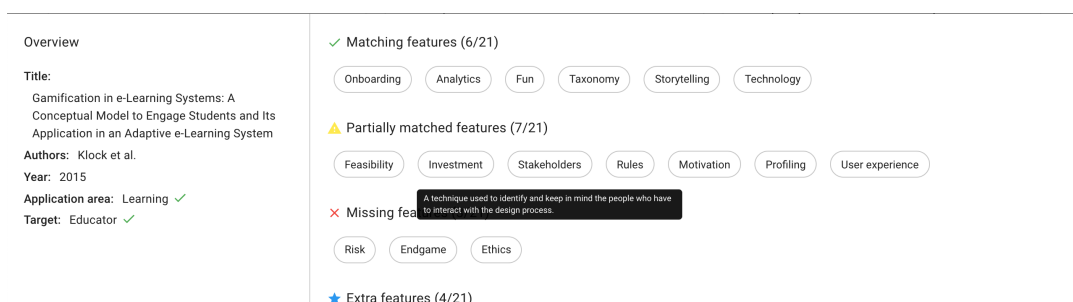 Overview
Title:
Gamification in e-Learning Systems: A
Conceptual Model to Engage Students and Its
Application in an Adaptive e-Learning System
Authors: Klock et al.
Year: 2015
Application area: Learning
Target: Educator
Matching features (6/21)
Onboarding Analytics Fun Taxonomy Storytelling Technology
Partially matched features (7/21)
Feasibility Investment Stakeholders Rules Motivation Profiling User experience
A technique used to identify and keep in mind the people who have
to interact with the design process.
Missing fea
Risk Endgame Ethics
Extra features (4/21)